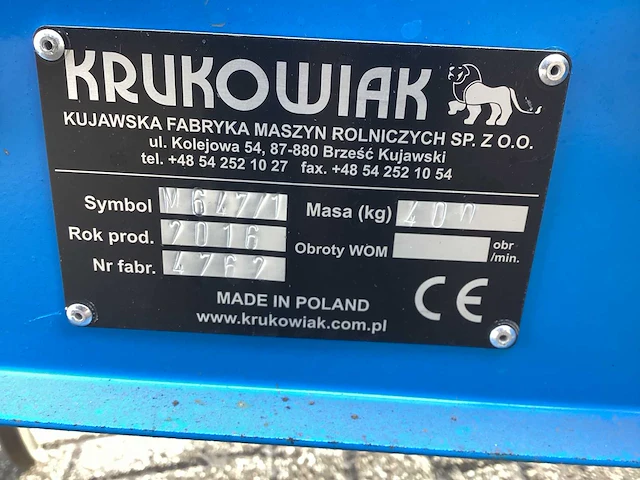 KRUKOWIAK
KUJAWSKA FABRYKA MASZYN ROLNICZYCH SP. Z O.O.
ul. Kolejowa 54, 87-880 Brześć Kujawski
tel. +48 54 252 10 27 fax. +48 54 252 10 54
Symbol M647/1 Masa (kg) 400
Rok prod. 2016 Obroty WOM obr /min.
Nr fabr. 4762
MADE IN POLAND CE
www.krukowiak.com.pl